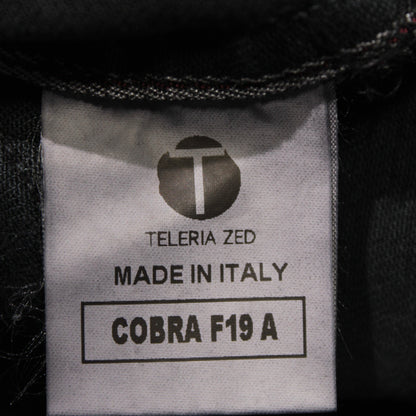 T
TELERIA ZED
MADE IN ITALY
COBRA F19 A